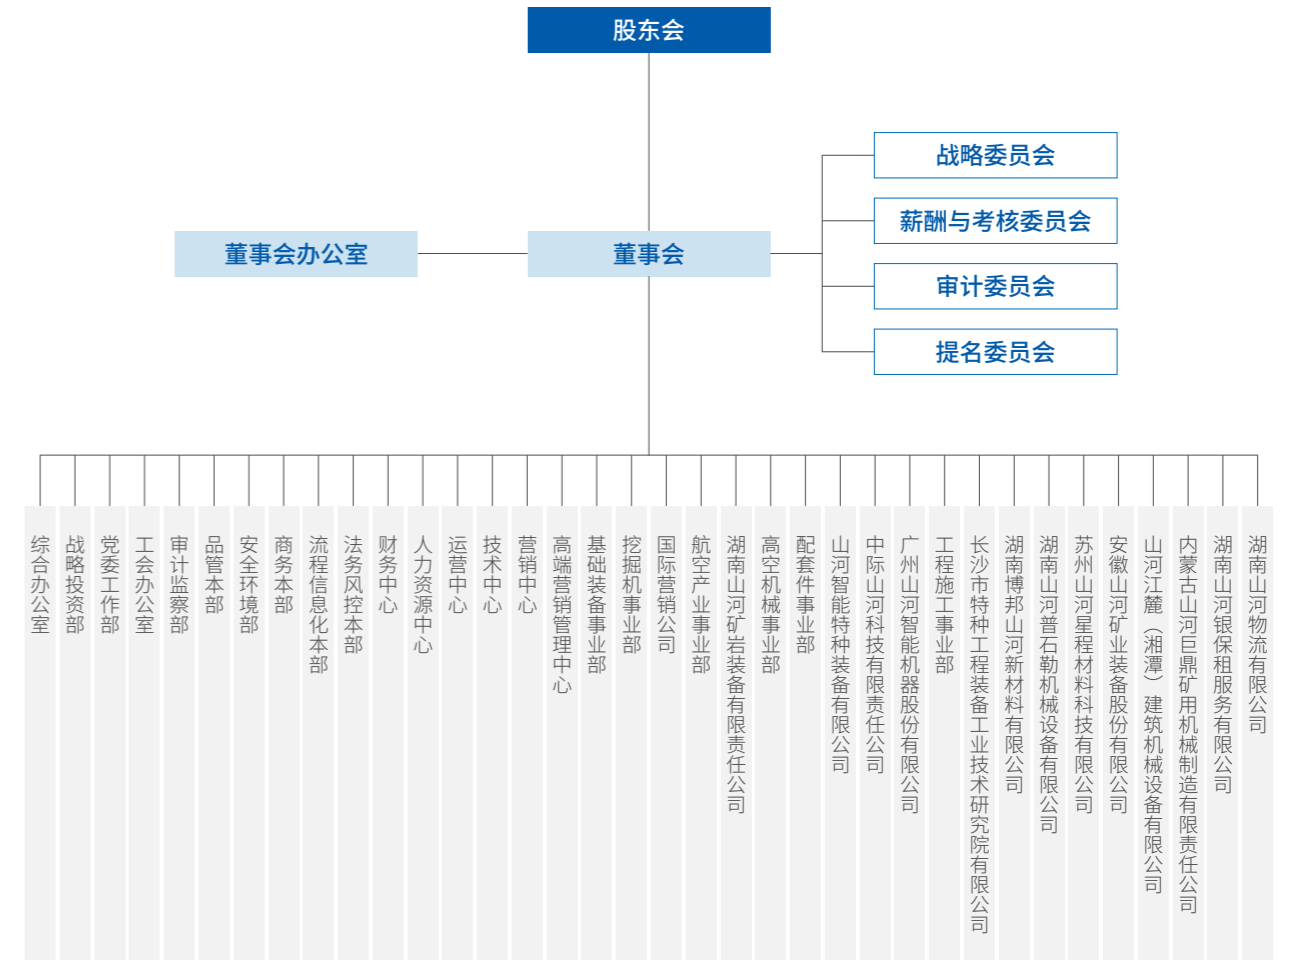 股东会
战略委员会
薪酬与考核委员会
董事会办公室
董事会
审计委员会
提名委员会
综合办公室
战略投资部
党委工作部
工会办公室
审计监察部
品管本部
安全环境部
商务本部
流程信息化本部
法务风控本部
财务中心
人力资源中心
运营中心
技术中心
营销中心
高端营销管理中心
基础装备事业部
挖掘机事业部
国际营销公司
航空产业事业部
湖南山河矿岩装备有限责任公司
高空机械事业部
配套件事业部
山河智能特种装备有限公司
中际山河科技有限责任公司
广州山河智能机器股份有限公司
工程施工事业部
长沙市特种工程装备工业技术研究院有限公司
湖南博邦山河新材料有限公司
湖南山河普石勒机械设备有限公司
苏州山河星程材料科技有限公司
安徽山河矿业装备股份有限公司
山河江麓（湘潭）建筑机械设备有限公司
内蒙古山河巨鼎矿用机械制造有限责任公司
湖南山河银保租服务有限公司
湖南山河物流有限公司